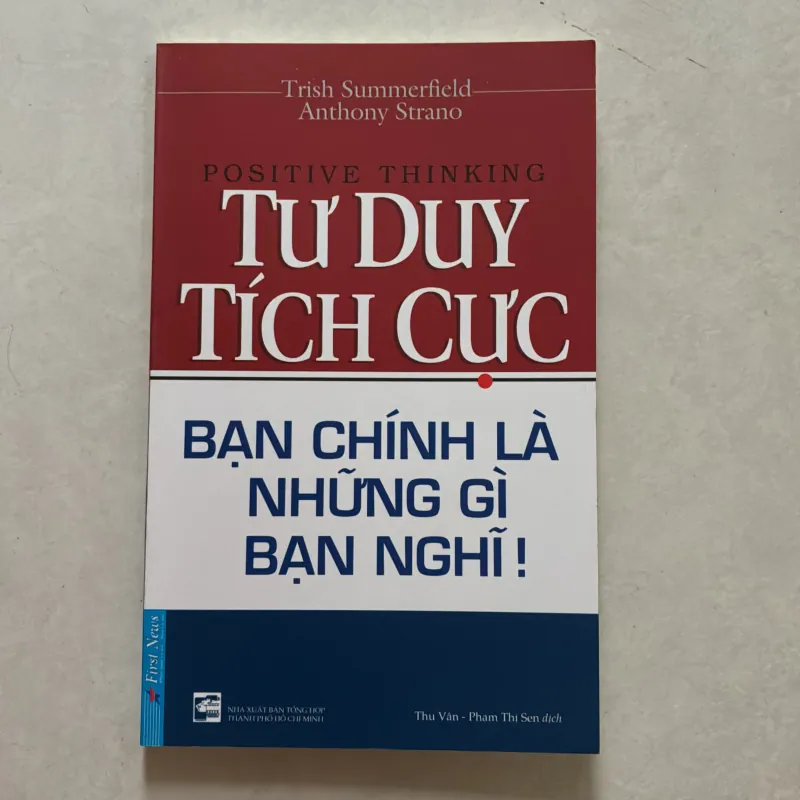 Trish Summerfield
Anthony Strano
POSITIVE THINKING
TƯ DUY
TÍCH CỰC
BẠN CHÍNH LÀ
NHỮNG GÌ
BẠN NGHĨ !
First News
NHÀ XUẤT BẢN TỔNG HỢP
THÀNH PHỐ HỒ CHÍ MINH
Thu Vân - Phạm Thị Sen dịch